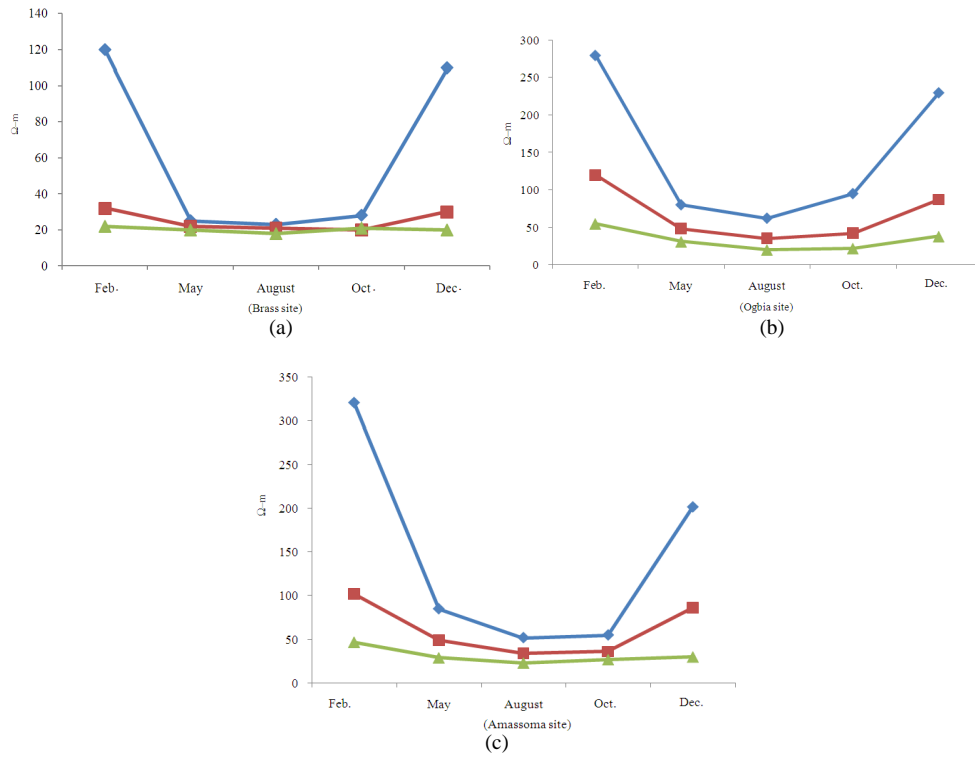 140
120
100
80
60
40
20
0
Ω-m
Feb. May August Oct. Dec.
(Brass site)
(a)
300
250
200
150
100
50
0
Ω-m
Feb. May August Oct. Dec.
(Ogbia site)
(b)
350
300
250
200
150
100
50
0
Ω-m
Feb. May August Oct. Dec.
(Amassoma site)
(c)